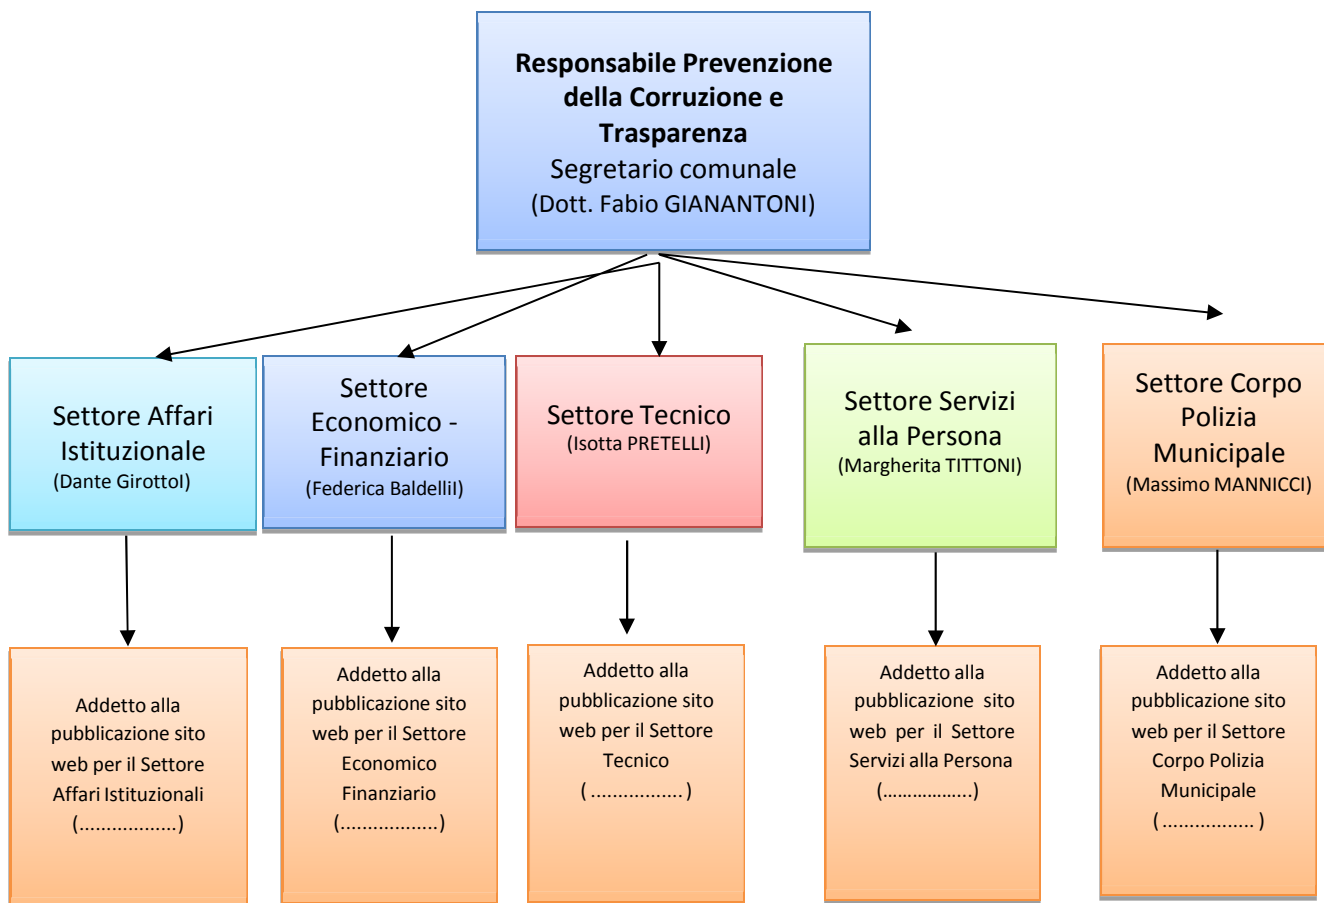 Responsabile Prevenzione
della Corruzione e
Trasparenza
Segretario comunale
(Dott. Fabio GIANANTONI)
Settore Affari
Istituzionale
(Dante GirottoI)
Settore
Economico -
Finanziario
(Federica BaldelliI)
Settore Tecnico
(Isotta PRETELLI)
Settore Servizi
alla Persona
(Margherita TITTONI)
Settore Corpo
Polizia
Municipale
(Massimo MANNICCI)
Addetto alla
pubblicazione sito
web per il Settore
Affari Istituzionali
(..................)
Addetto alla
pubblicazione sito
web per il Settore
Economico
Finanziario
(..................)
Addetto alla
pubblicazione sito
web per il Settore
Tecnico
( ................. )
Addetto alla
pubblicazione sito
web per il Settore
Servizi alla Persona
(……………...)
Addetto alla
pubblicazione sito
web per il Settore
Corpo Polizia
Municipale
( ................. )